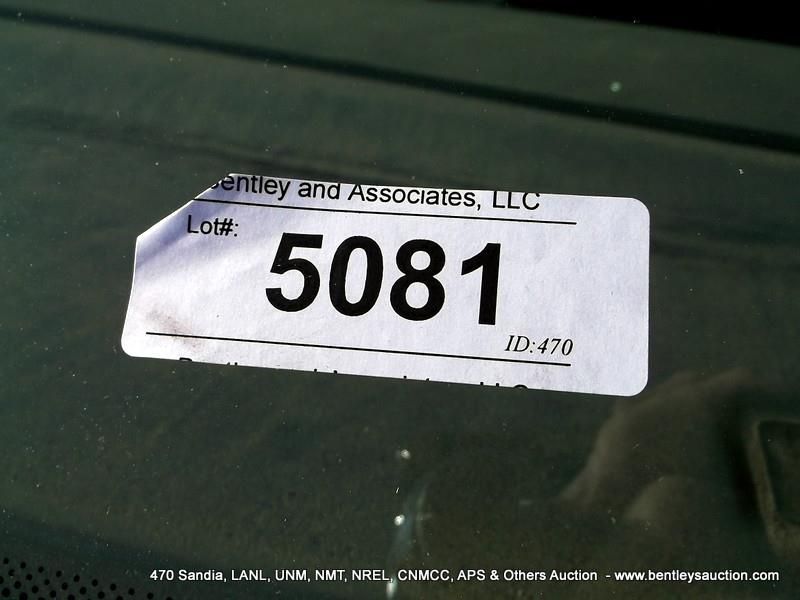 Bentley and Associates, LLC
Lot#:
5081
ID:470
470 Sandia, LANL, UNM, NMT, NREL, CNMCC, APS & Others Auction - www.bentleysauction.com